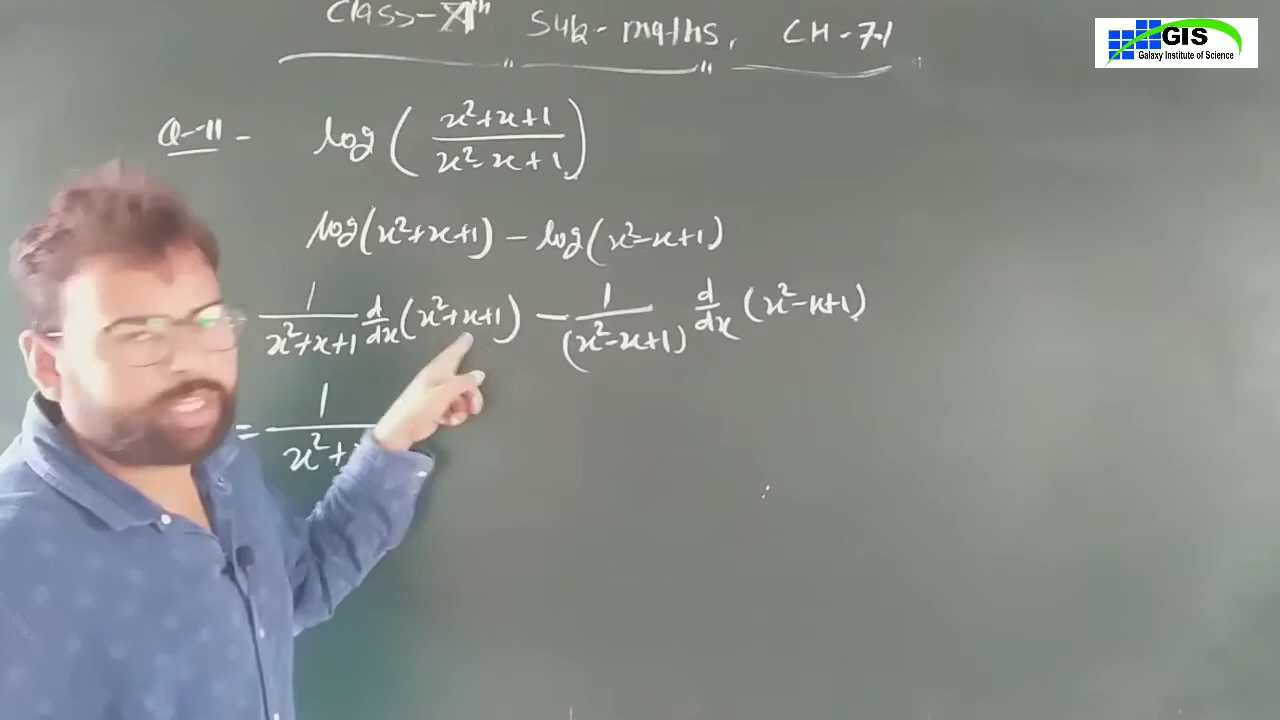 Class-XIth Sub-maths, CH-7.1
GIS
Galaxy Institute of Science
Q-11- log((x²+x+1)/(x²-x+1))
log(x²+x+1) - log(x²-x+1)
1/(x²+x+1) d/dx (x²+x+1) - 1/(x²-x+1) d/dx (x²-x+1)
= 1/(x²+